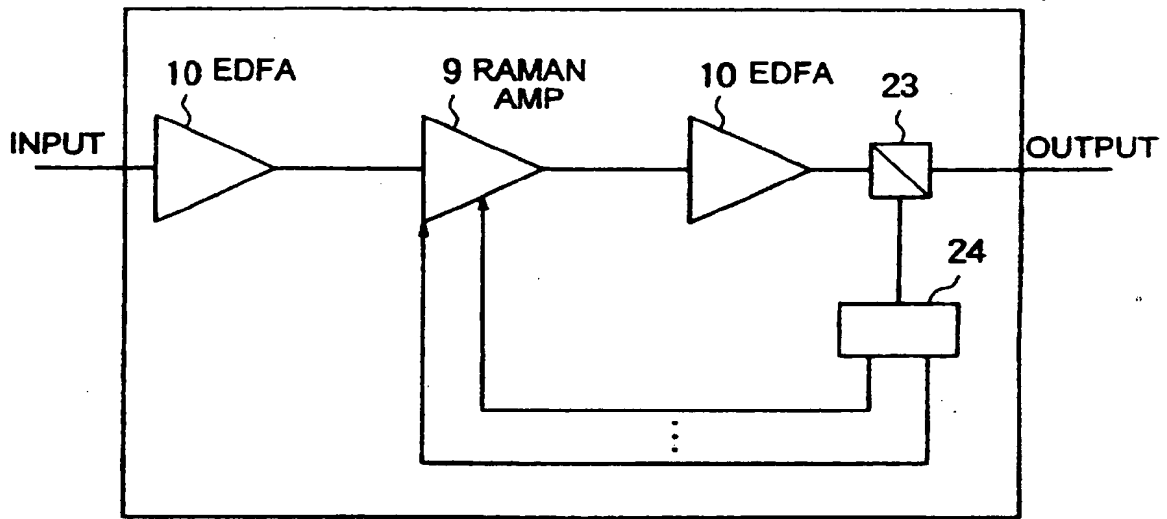 10 EDFA
9 RAMAN
AMP
10 EDFA
23
INPUT
OUTPUT
24